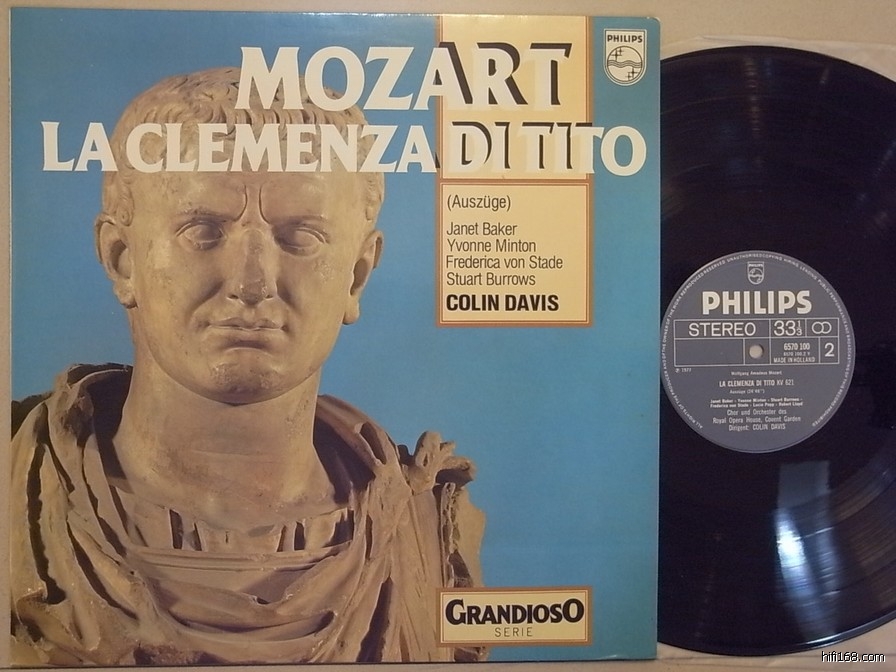 MOZART
LA CLEMENZA DI TITO
PHILIPS
(Auszüge)
Janet Baker
Yvonne Minton
Frederica von Stade
Stuart Burrows
COLIN DAVIS
GRANDIOSO
SERIE
PHILIPS
STEREO 33⅓
6570 100 2
MADE IN HOLLAND
℗ 1977
Wolfgang Amadeus Mozart
LA CLEMENZA DI TITO KV 621
Janet Baker - Yvonne Minton - Stuart Burrows -
Frederica von Stade - Lucia Popp - Robert Lloyd
Chor und Orchester des
Royal Opera House, Covent Garden
Dirigent: COLIN DAVIS
hifi168.com